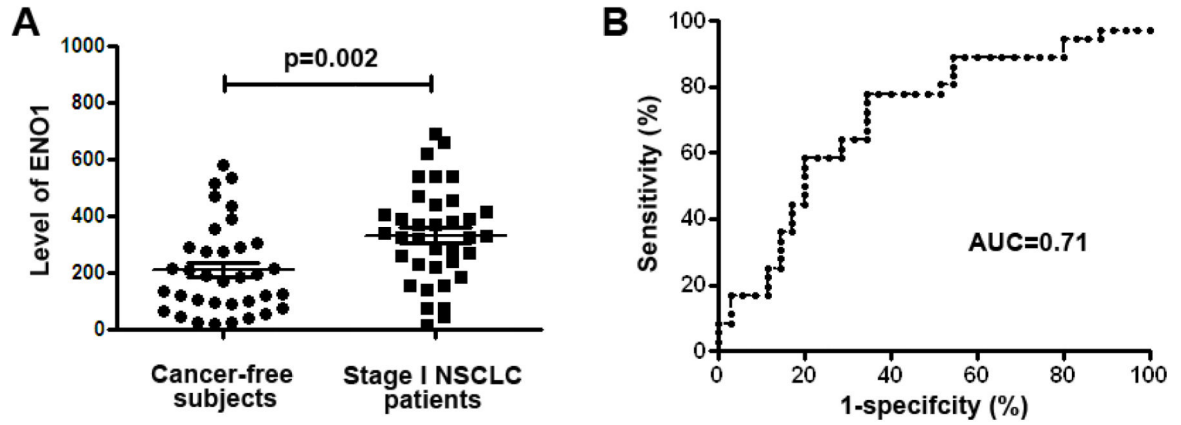 A
Level of ENO1
1000
800
600
400
200
0
p=0.002
Cancer-free
subjects
Stage I NSCLC
patients
B
Sensitivity (%)
100
80
60
40
20
0
AUC=0.71
0 20 40 60 80 100
1-specifcity (%)